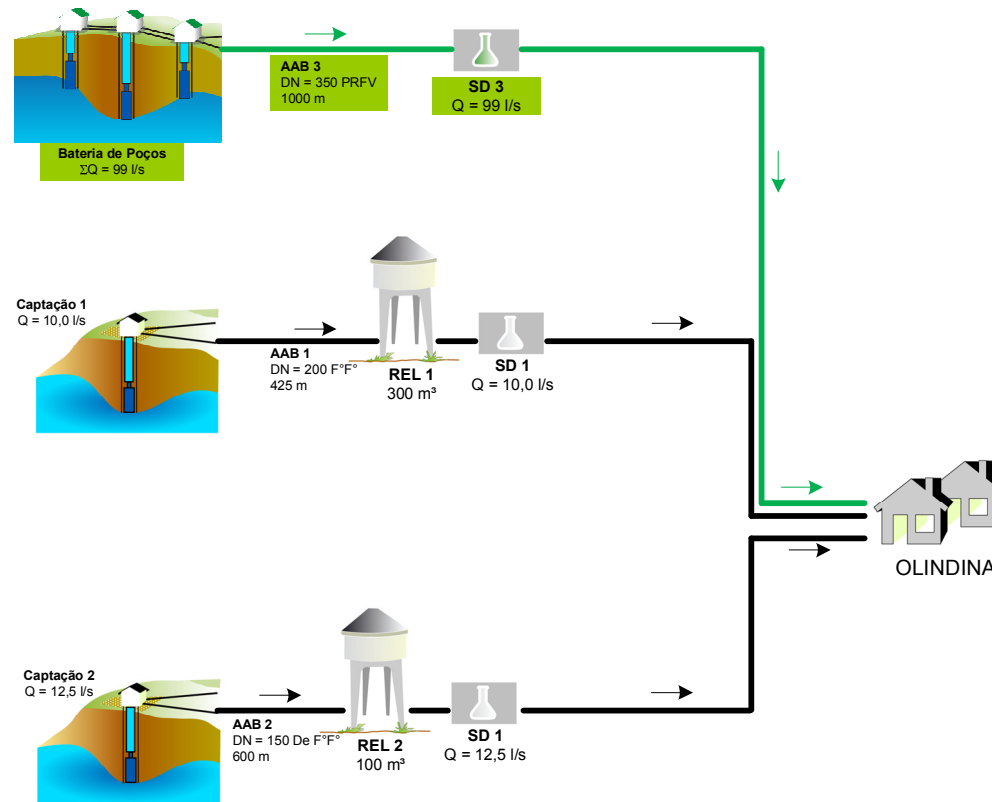 AAB 3
DN = 350 PRFV
1000 m
SD 3
Q = 99 l/s
Bateria de Poços
ΣQ = 99 l/s
Captação 1
Q = 10,0 l/s
AAB 1
DN = 200 F°F°
425 m
REL 1
300 m³
SD 1
Q = 10,0 l/s
OLINDINA
Captação 2
Q = 12,5 l/s
AAB 2
DN = 150 De F°F°
600 m
REL 2
100 m³
SD 1
Q = 12,5 l/s